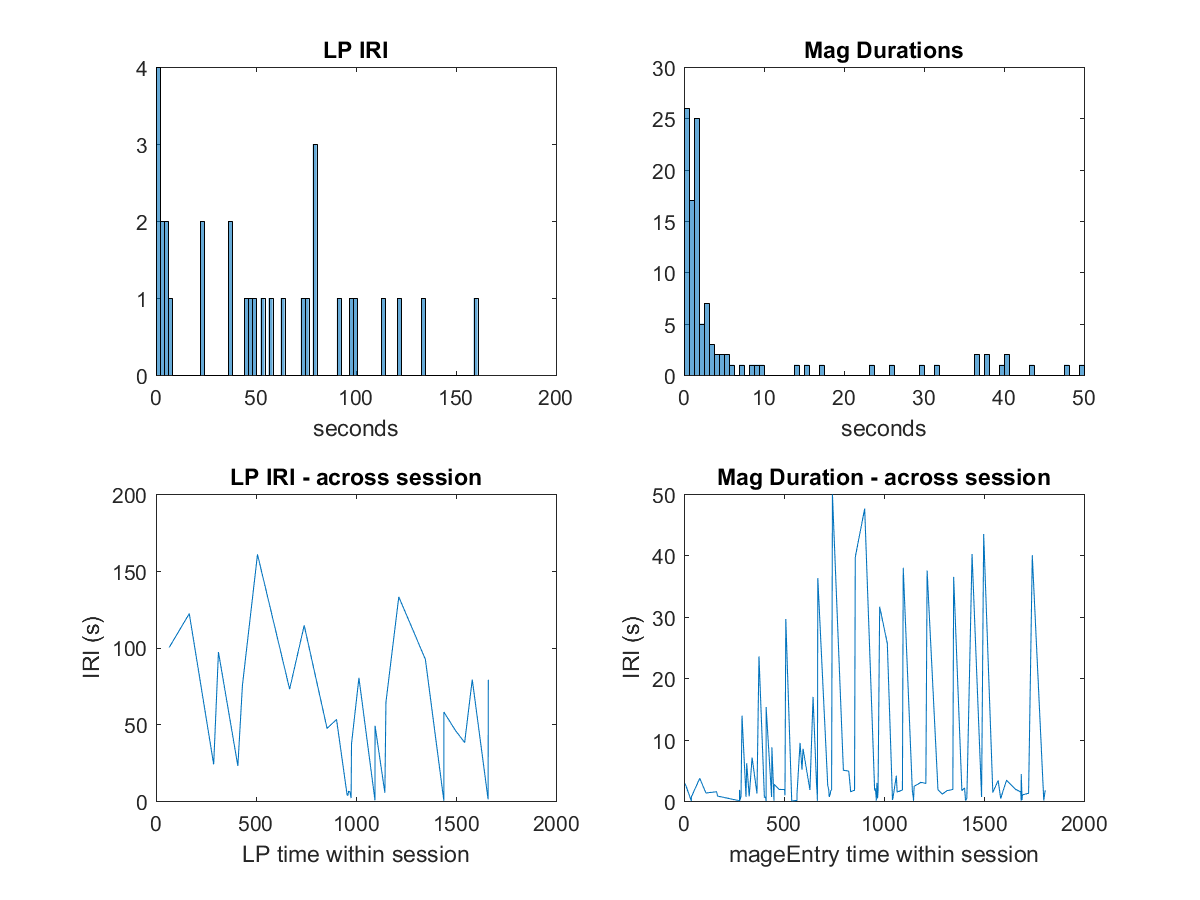 LP IRI
4
3
2
1
0
0 50 100 150 200
seconds
Mag Durations
30
25
20
15
10
5
0
0 10 20 30 40 50
seconds
LP IRI - across session
200
150
100
50
0
IRI (s)
0 500 1000 1500 2000
LP time within session
Mag Duration - across session
50
40
30
20
10
0
IRI (s)
0 500 1000 1500 2000
mageEntry time within session